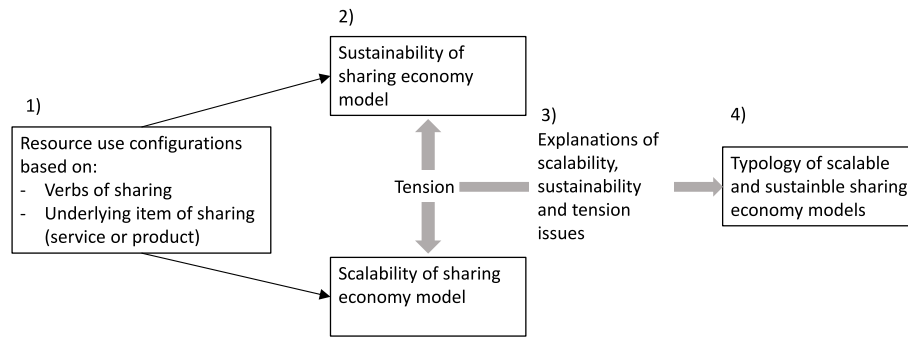 1)
Resource use configurations
based on:
- Verbs of sharing
- Underlying item of sharing
(service or product)
2)
Sustainability of
sharing economy
model
Tension
Scalability of sharing
economy model
3)
Explanations of
scalability,
sustainability
and tension
issues
4)
Typology of scalable
and sustainble sharing
economy models